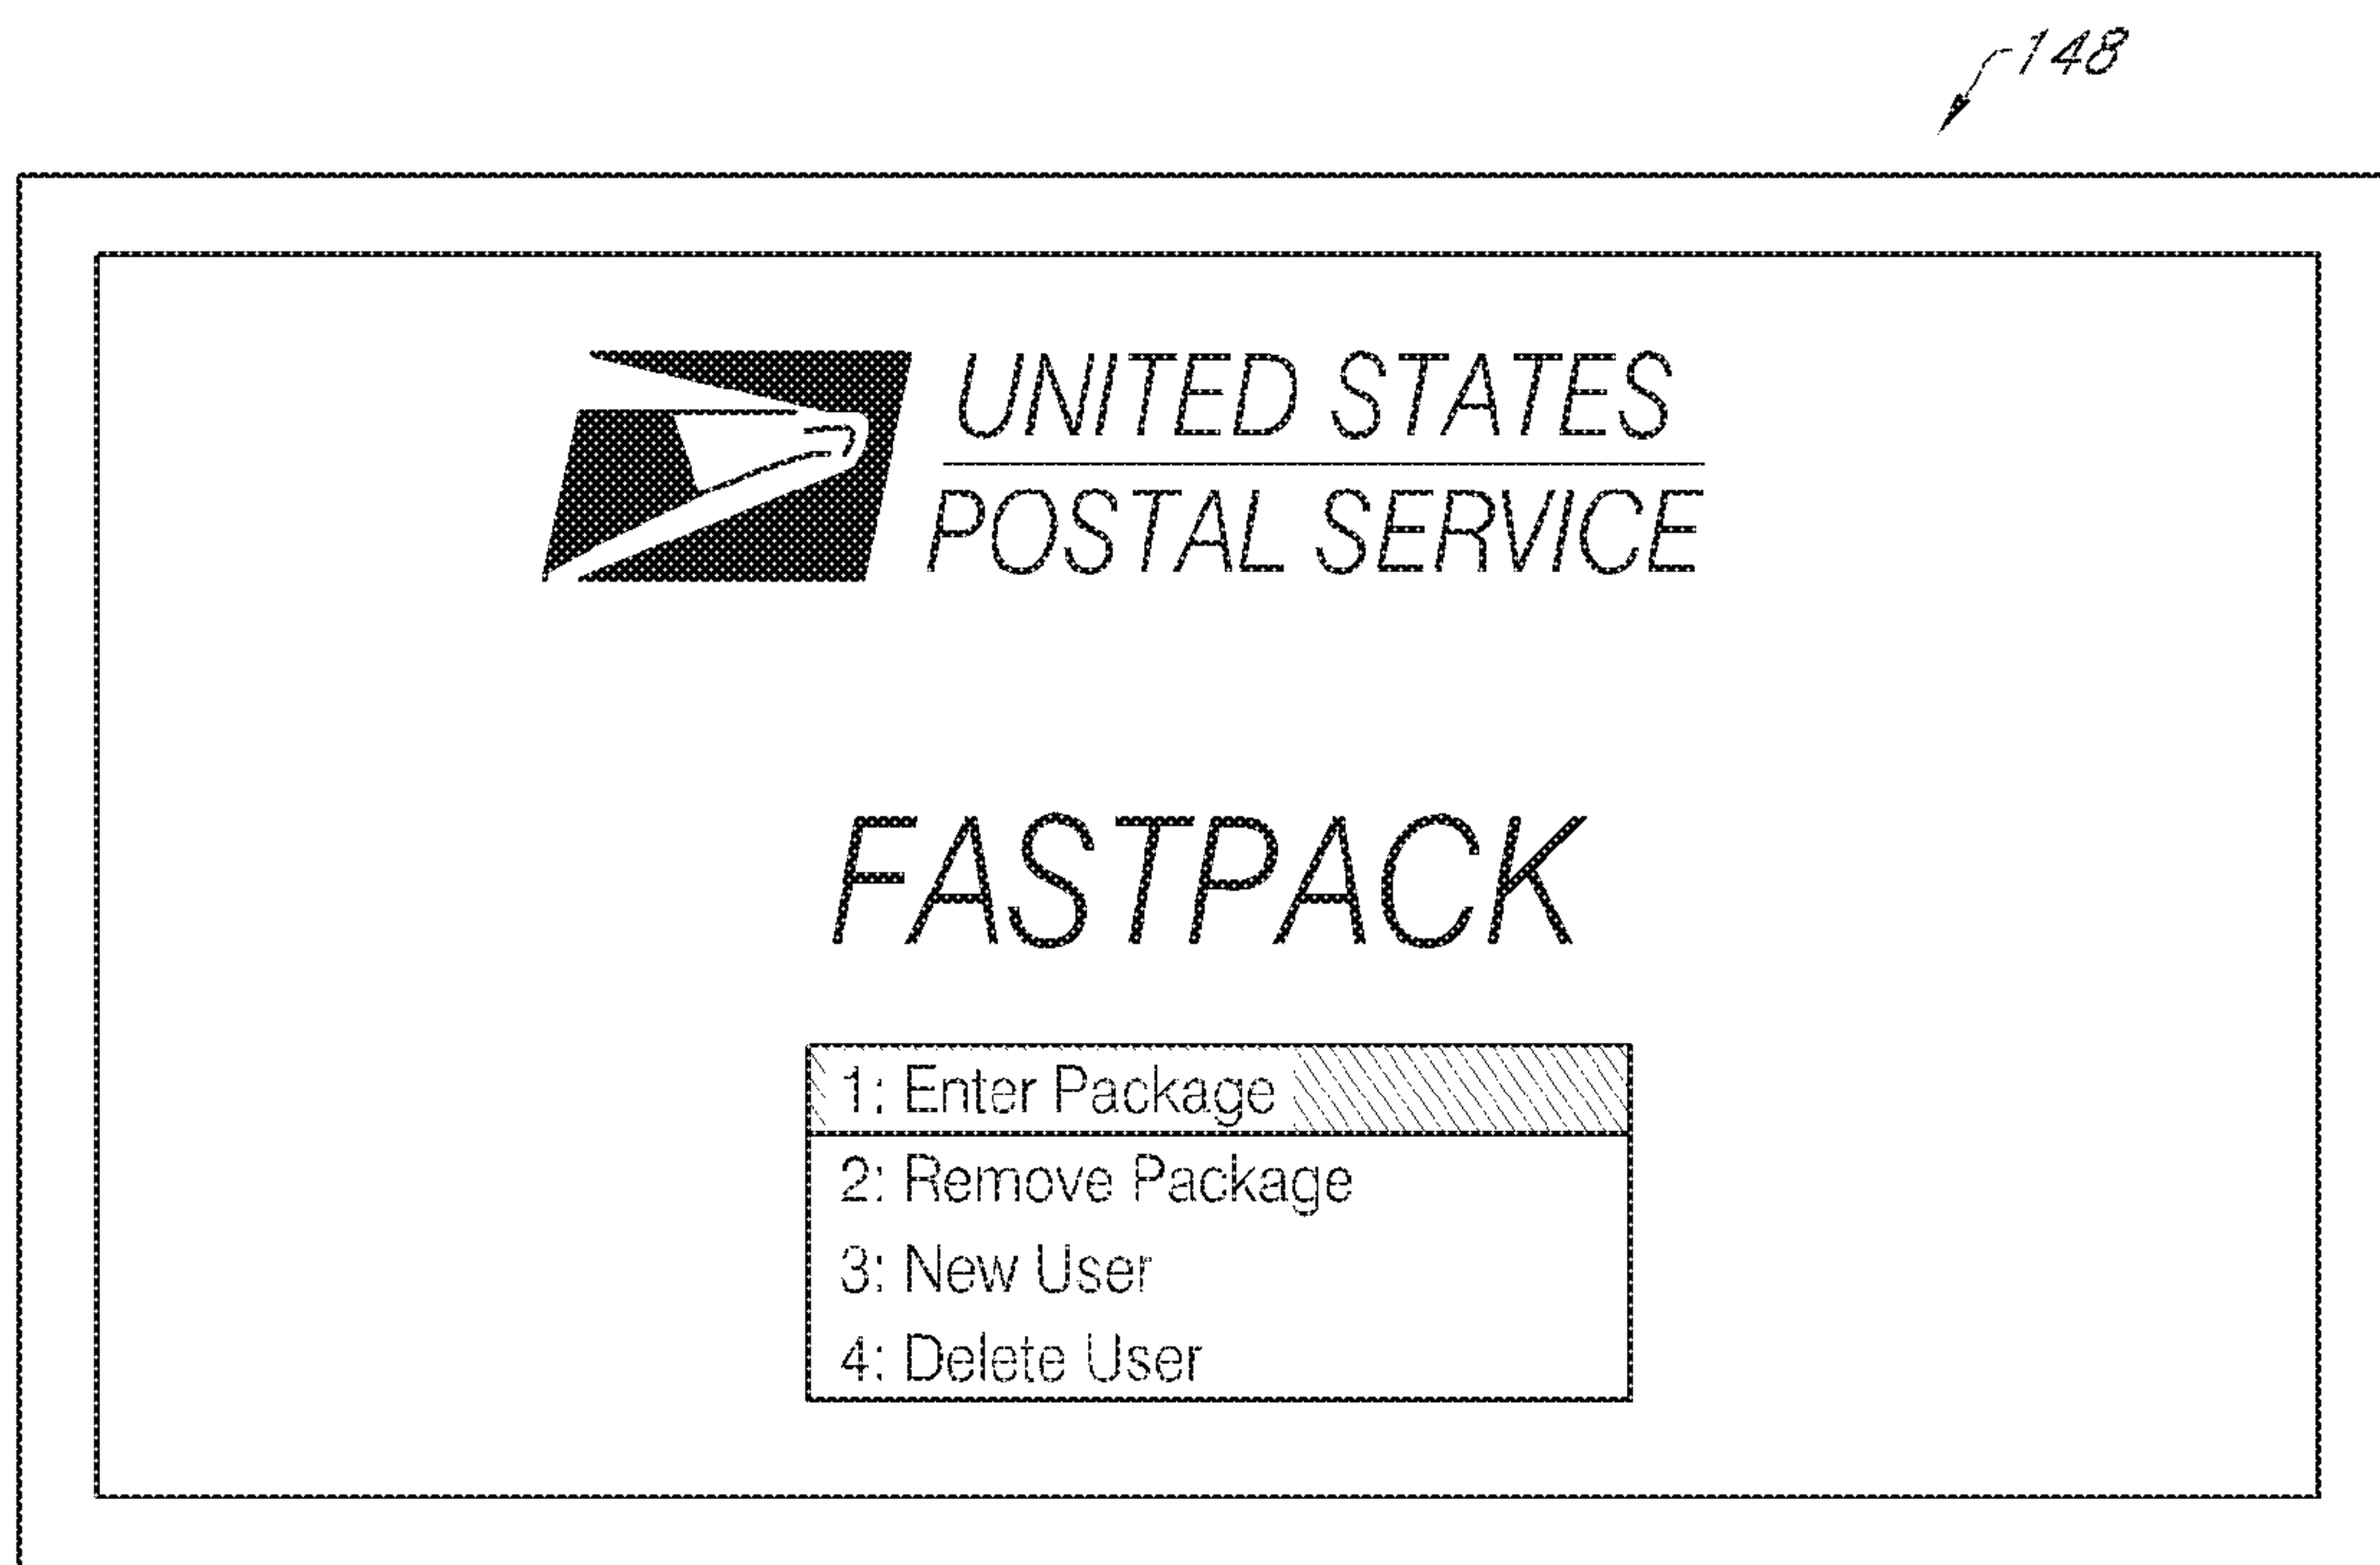 148
UNITED STATES
POSTAL SERVICE
FASTPACK
1: Enter Package
2: Remove Package
3: New User
4: Delete User